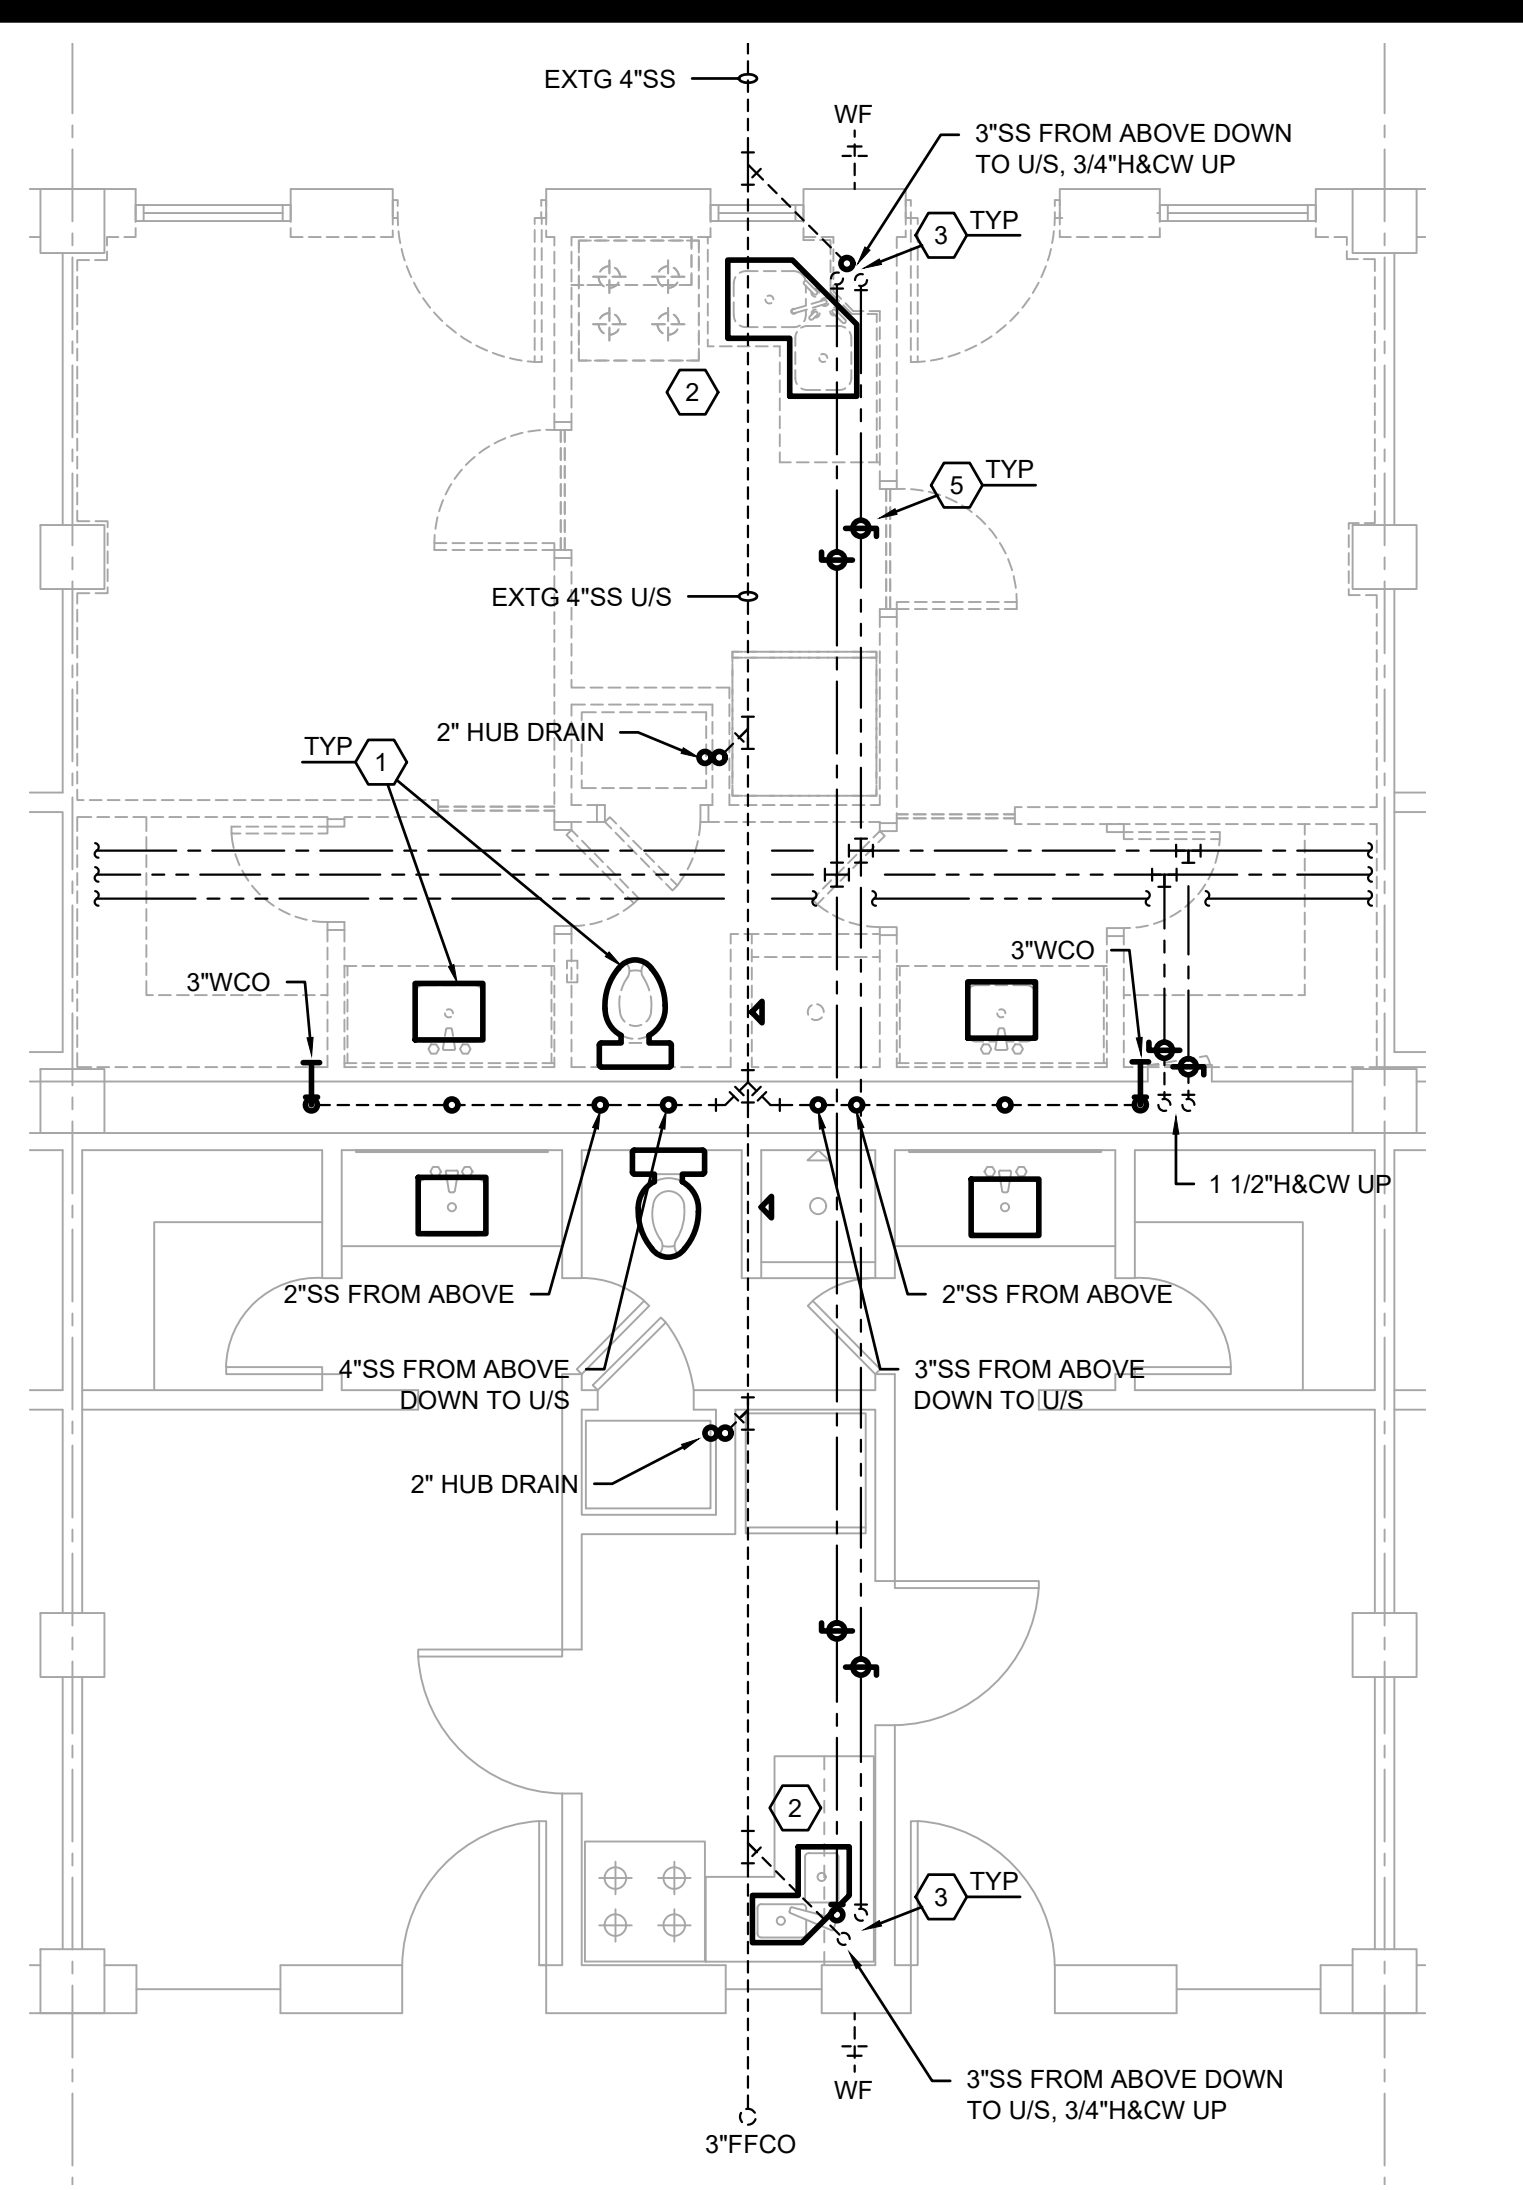 EXTG 4"SS
WF
3"SS FROM ABOVE DOWN
TO U/S, 3/4"H&CW UP
3
TYP
2
5
TYP
EXTG 4"SS U/S
2" HUB DRAIN
TYP
1
3"WCO
3"WCO
1 1/2"H&CW UP
2"SS FROM ABOVE
2"SS FROM ABOVE
4"SS FROM ABOVE
DOWN TO U/S
3"SS FROM ABOVE
DOWN TO U/S
2" HUB DRAIN
2
3
TYP
WF
3"SS FROM ABOVE DOWN
TO U/S, 3/4"H&CW UP
3"FFCO